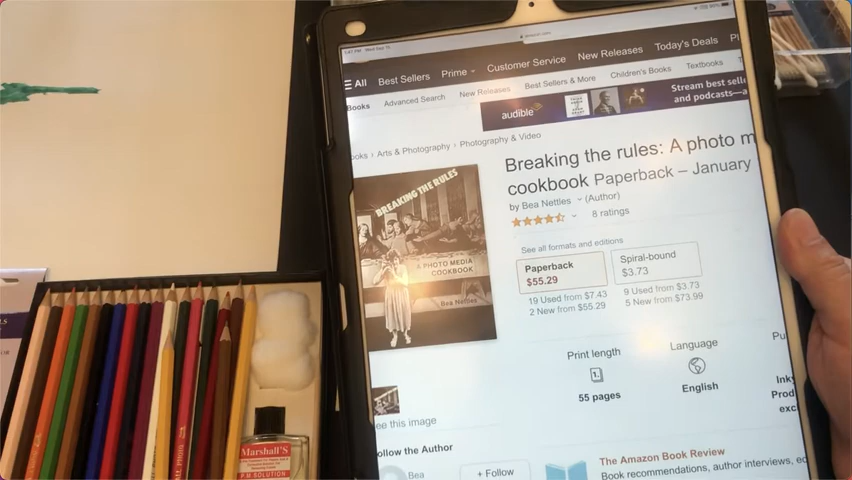 All Best Sellers Prime Customer Service New Releases Today's Deals
Books Advanced Search New Releases Best Sellers & More Children's Books Textbooks
audible
Stream best sell
and podcasts—a
ooks › Arts & Photography › Photography & Video
Breaking the rules: A photo m
cookbook Paperback – January
by Bea Nettles (Author)
8 ratings
BREAKING THE RULES
A PHOTO MEDIA
COOKBOOK
Bea Nettles
See all formats and editions
Paperback
$55.29
Spiral-bound
$3.73
19 Used from $7.43
2 New from $55.29
9 Used from $3.73
5 New from $73.99
Print length
55 pages
Language
English
Pu
Inky
Prod
exc
ee this image
ollow the Author
Bea
+ Follow
The Amazon Book Review
Book recommendations, author interviews, ed
Marshall'S
P.M. SOLUTION